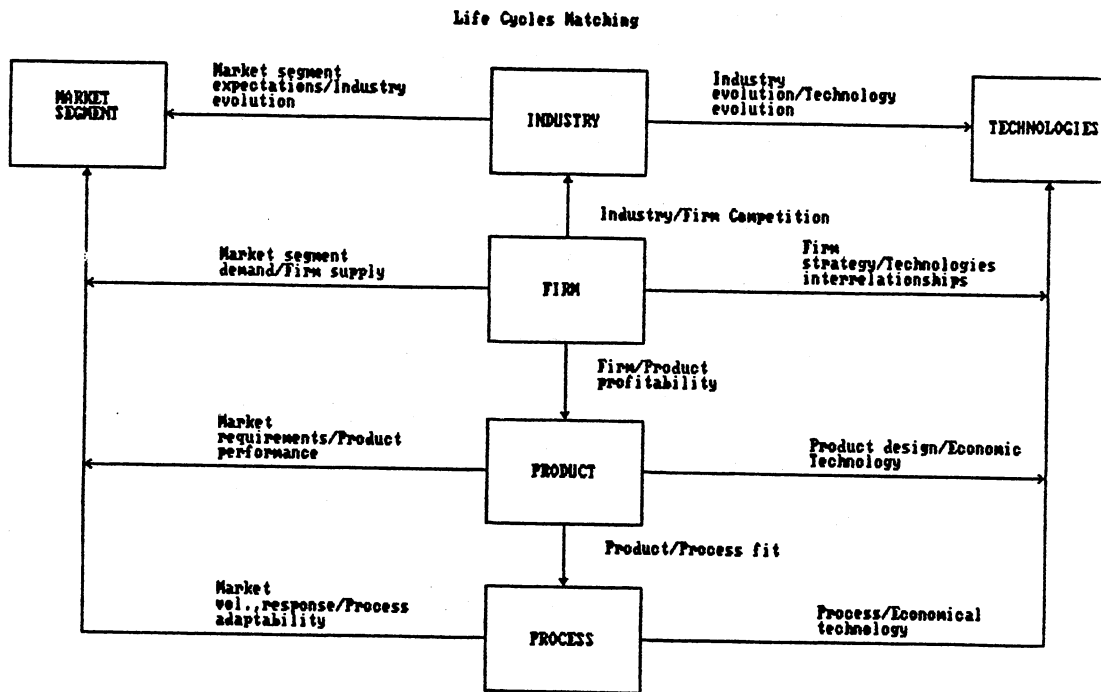 Life Cycles Matching
Market segment
expectations/Industry
evolution
Industry
evolution/Technology
evolution
MARKET
SEGMENT
INDUSTRY
TECHNOLOGIES
Industry/Firm Competition
Market segment
demand/Firm supply
Firm
strategy/Technologies
interrelationships
FIRM
Firm/Product
profitability
Market
requirements/Product
performance
Product design/Economic
Technology
PRODUCT
Product/Process fit
Market
vol.,response/Process
adaptability
Process/Economical
technology
PROCESS